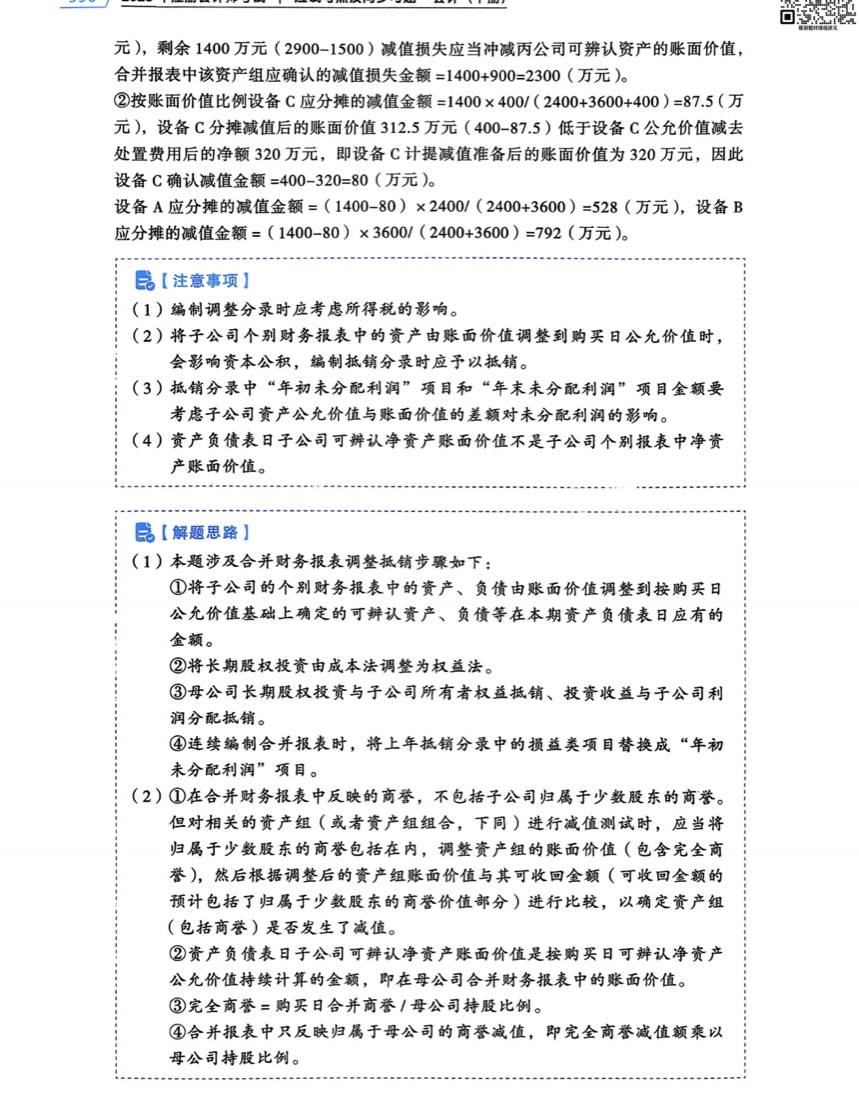 元），剩余 1400 万元（2900-1500）减值损失应当冲减丙公司可辨认资产的账面价值，
合并报表中该资产组应确认的减值损失金额 =1400+900=2300（万元）。
②按账面价值比例设备 C 应分摊的减值金额 =1400×400/（2400+3600+400）=87.5（万
元），设备 C 分摊减值后的账面价值 312.5 万元（400-87.5）低于设备 C 公允价值减去
处置费用后的净额 320 万元，即设备 C 计提减值准备后的账面价值为 320 万元，因此
设备 C 确认减值金额 =400-320=80（万元）。
设备 A 应分摊的减值金额 =（1400-80）×2400/（2400+3600）=528（万元），设备 B
应分摊的减值金额 =（1400-80）×3600/（2400+3600）=792（万元）。
【注意事项】
（1）编制调整分录时应考虑所得税的影响。
（2）将子公司个别财务报表中的资产由账面价值调整到购买日公允价值时，
会影响资本公积，编制抵销分录时应予以抵销。
（3）抵销分录中“年初未分配利润”项目和“年末未分配利润”项目金额要
考虑子公司资产公允价值与账面价值的差额对未分配利润的影响。
（4）资产负债表日子公司可辨认净资产账面价值不是子公司个别报表中净资
产账面价值。
【解题思路】
（1）本题涉及合并财务报表调整抵销步骤如下：
①将子公司的个别财务报表中的资产、负债由账面价值调整到按购买日
公允价值基础上确定的可辨认资产、负债等在本期资产负债表日应有的
金额。
②将长期股权投资由成本法调整为权益法。
③母公司长期股权投资与子公司所有者权益抵销、投资收益与子公司利
润分配抵销。
④连续编制合并报表时，将上年抵销分录中的损益类项目替换成“年初
未分配利润”项目。
（2）①在合并财务报表中反映的商誉，不包括子公司归属于少数股东的商誉。
但对相关的资产组（或者资产组组合，下同）进行减值测试时，应当将
归属于少数股东的商誉包括在内，调整资产组的账面价值（包含完全商
誉），然后根据调整后的资产组账面价值与其可收回金额（可收回金额的
预计包括了归属于少数股东的商誉价值部分）进行比较，以确定资产组
（包括商誉）是否发生了减值。
②资产负债表日子公司可辨认净资产账面价值是按购买日可辨认净资产
公允价值持续计算的金额，即在母公司合并财务报表中的账面价值。
③完全商誉 = 购买日合并商誉 / 母公司持股比例。
④合并报表中只反映归属于母公司的商誉减值，即完全商誉减值额乘以
母公司持股比例。